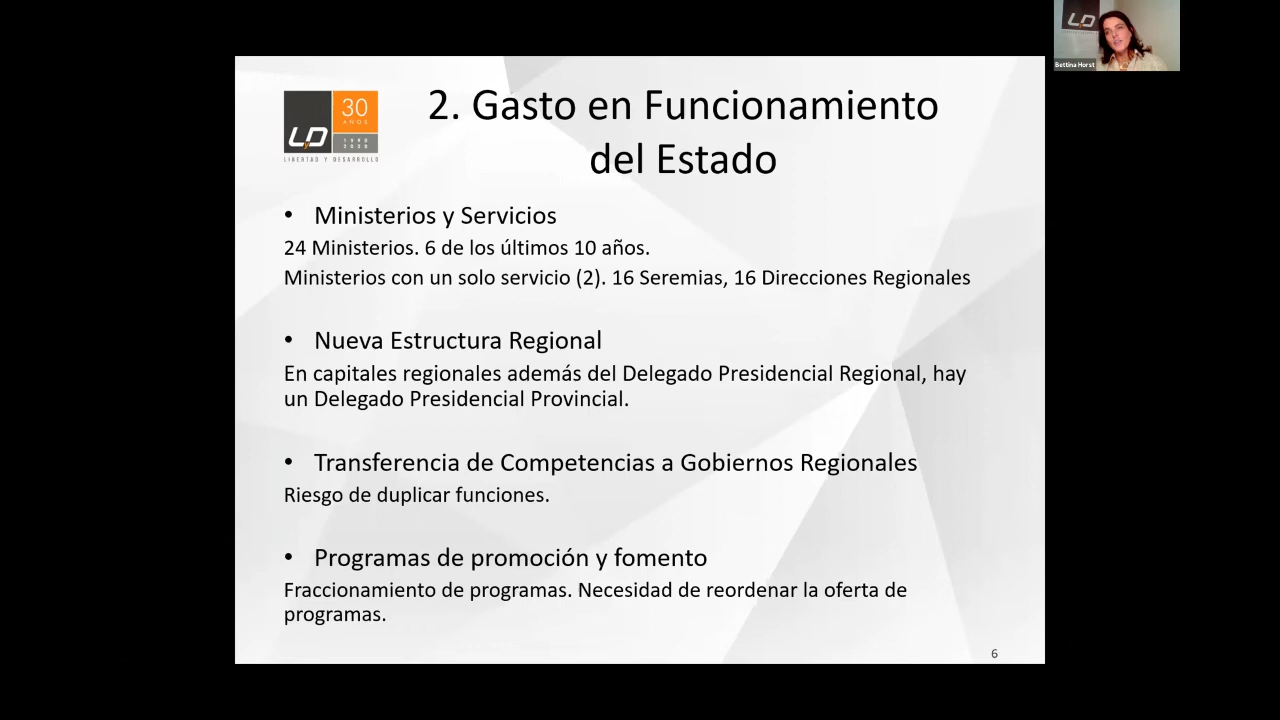 LyD
Bettina Horst
30
AÑOS
LyD
1990
2020
LIBERTAD Y DESARROLLO
2. Gasto en Funcionamiento
del Estado
• Ministerios y Servicios
24 Ministerios. 6 de los últimos 10 años.
Ministerios con un solo servicio (2). 16 Seremias, 16 Direcciones Regionales
• Nueva Estructura Regional
En capitales regionales además del Delegado Presidencial Regional, hay
un Delegado Presidencial Provincial.
• Transferencia de Competencias a Gobiernos Regionales
Riesgo de duplicar funciones.
• Programas de promoción y fomento
Fraccionamiento de programas. Necesidad de reordenar la oferta de
programas.
6